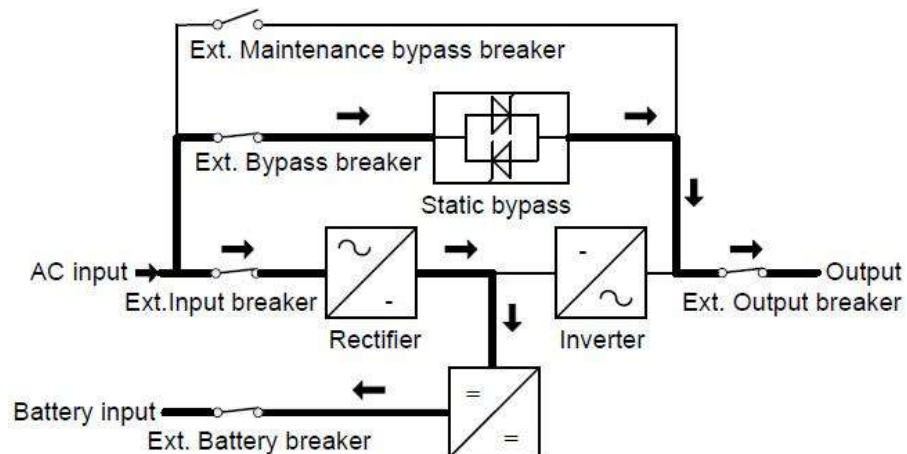 Ext. Maintenance bypass breaker
Ext. Bypass breaker
Static bypass
AC input
Output
Ext.Input breaker
Ext. Output breaker
Rectifier
Inverter
Battery input
Ext. Battery breaker